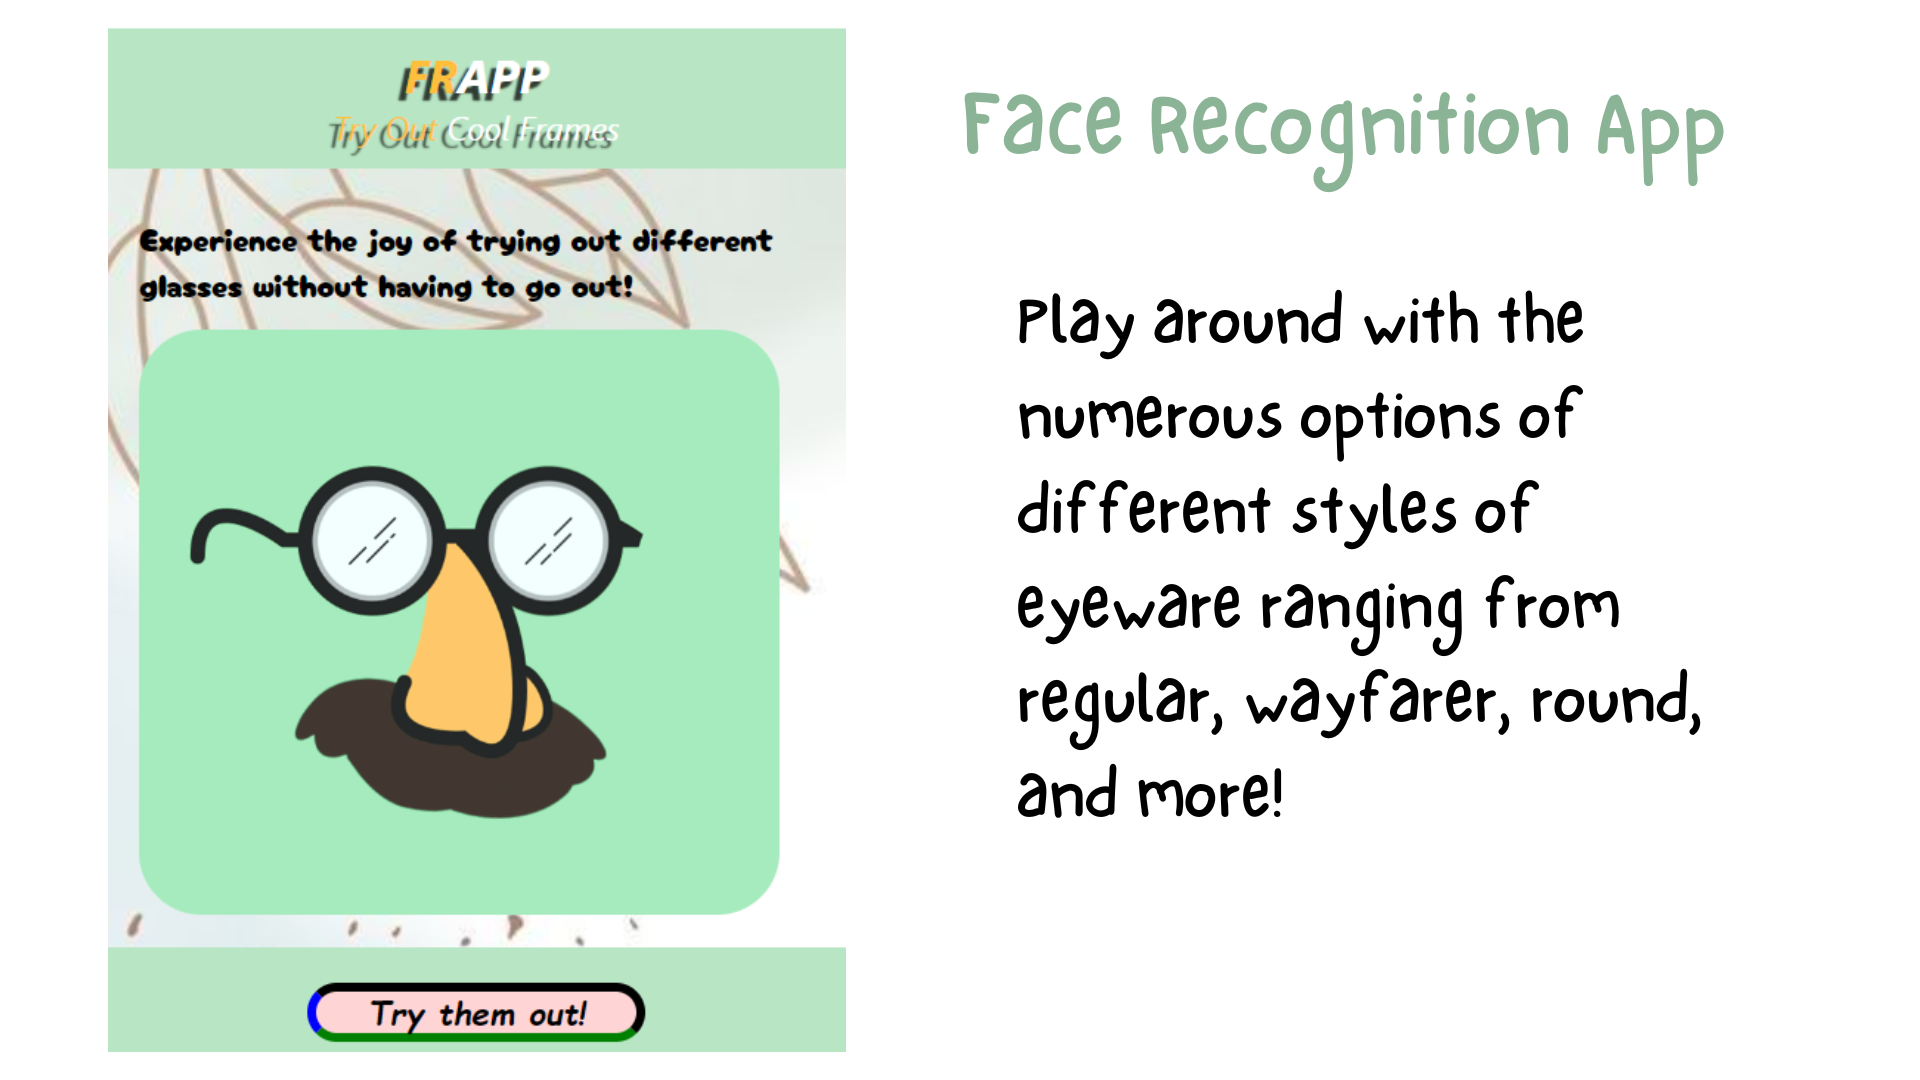 FRAPP
Try Out Cool Frames
Experience the joy of trying out different
glasses without having to go out!
Try them out!
Face Recognition App
Play around with the
numerous options of
different styles of
eyeware ranging from
regular, wayfarer, round,
and more!